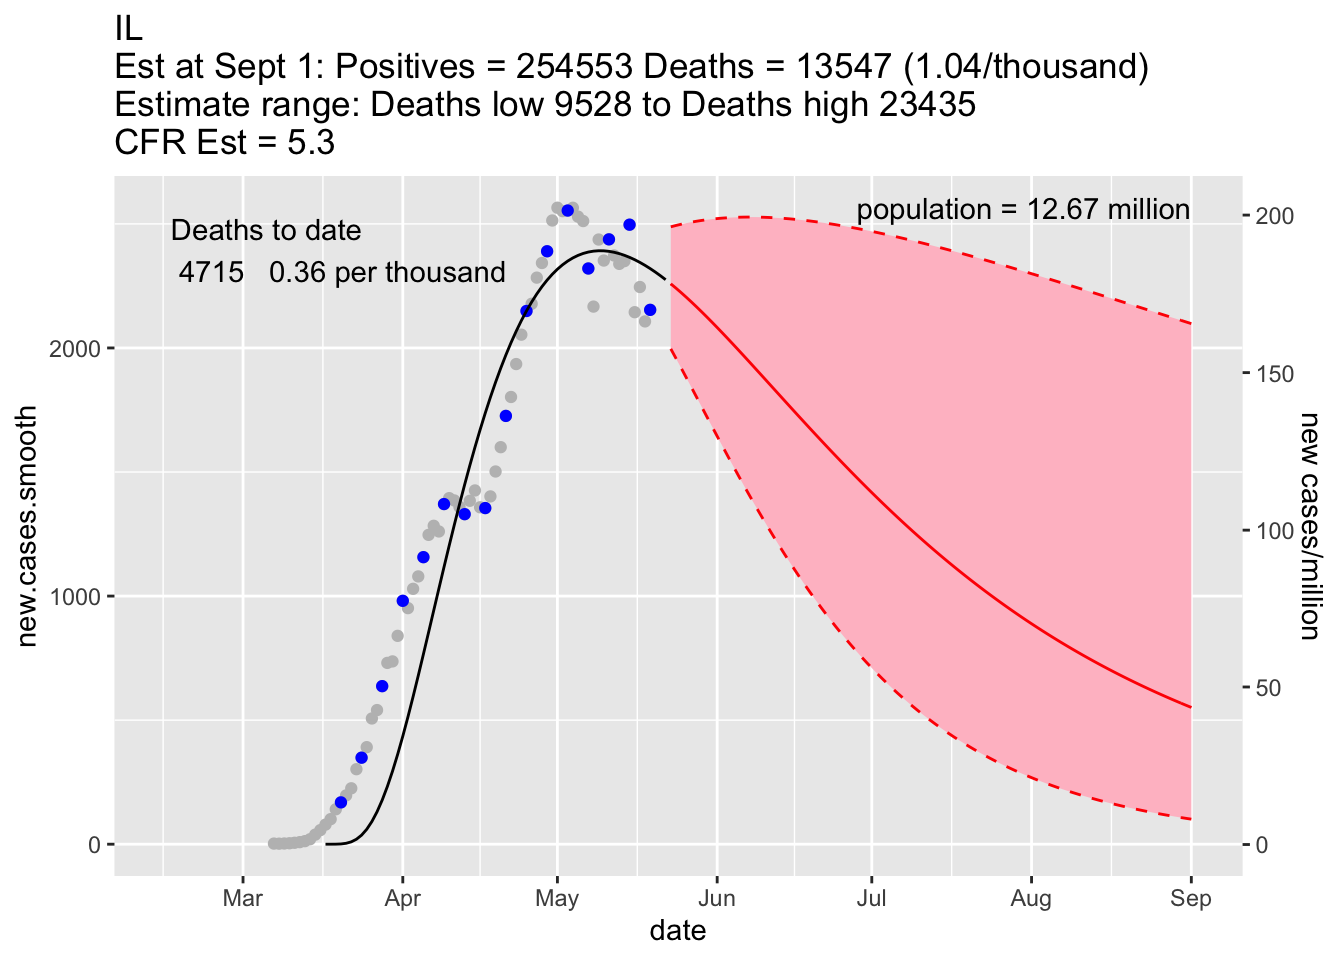 IL
Est at Sept 1: Positives = 254553 Deaths = 13547 (1.04/thousand)
Estimate range: Deaths low 9528 to Deaths high 23435
CFR Est = 5.3
Deaths to date
4715 0.36 per thousand
population = 12.67 million
new.cases.smooth
2000
1000
0
200
150
100
50
0
new cases/million
Mar Apr May Jun Jul Aug Sep
date